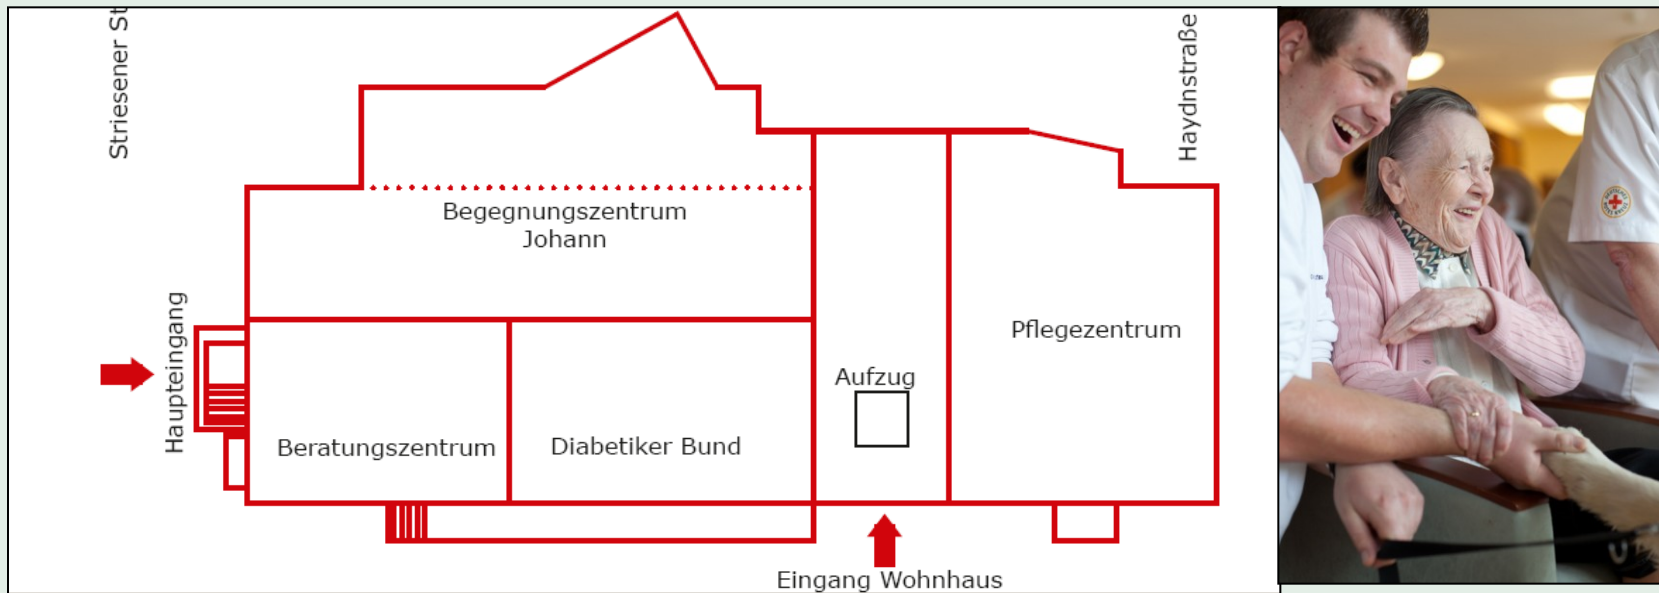 Striesener St
Haydnstraße
Begegnungszentrum
Johann
Haupteingang
Pflegezentrum
Aufzug
Beratungszentrum
Diabetiker Bund
Eingang Wohnhaus